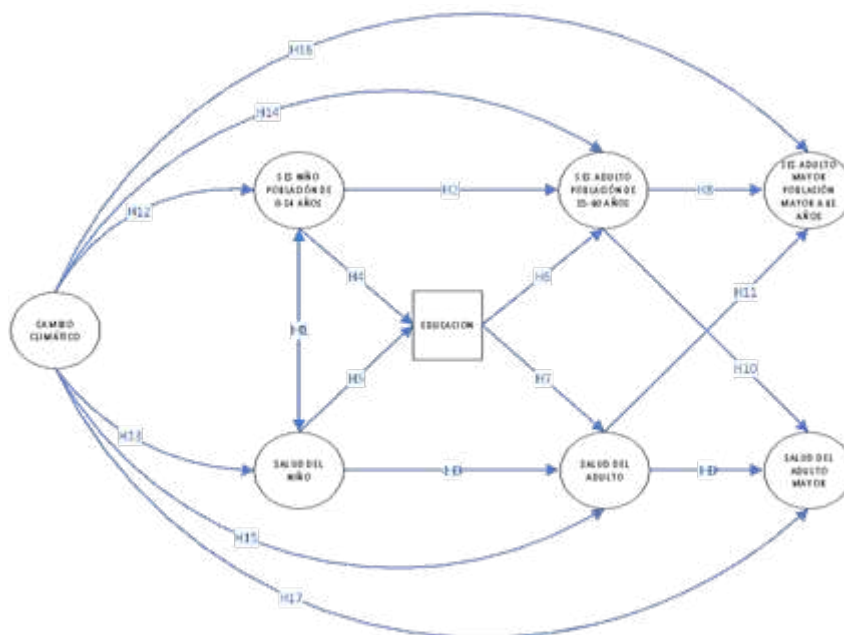 H16
H14
SES NIÑO
POBLACIÓN DE
0-14 AÑOS
SES ADULTO
POBLACIÓN DE
15-60 AÑOS
SES ADULTO
MAYOR
POBLACIÓN
MAYOR A
AÑOS
H2
H8
H12
H4
H6
H11
CAMBIO
CLIMÁTICO
EDUCACION
H5
H7
H10
H13
SALUD DEL
NIÑO
SALUD DEL
ADULTO
SALUD DEL
ADULTO
MAYOR
H15
H17